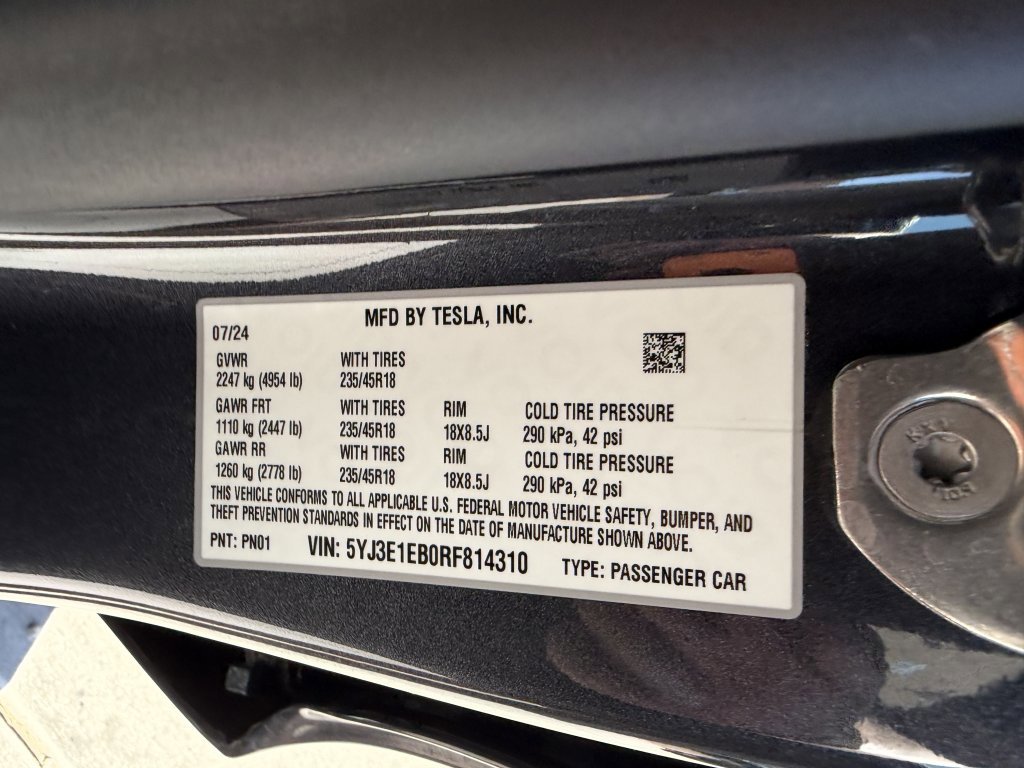 MFD BY TESLA, INC.
07/24
GVWR WITH TIRES
2247 kg (4954 lb) 235/45R18
GAWR FRT WITH TIRES RIM COLD TIRE PRESSURE
1110 kg (2447 lb) 235/45R18 18X8.5J 290 kPa, 42 psi
GAWR RR WITH TIRES RIM COLD TIRE PRESSURE
1260 kg (2778 lb) 235/45R18 18X8.5J 290 kPa, 42 psi
THIS VEHICLE CONFORMS TO ALL APPLICABLE U.S. FEDERAL MOTOR VEHICLE SAFETY, BUMPER, AND
THEFT PREVENTION STANDARDS IN EFFECT ON THE DATE OF MANUFACTURE SHOWN ABOVE.
PNT: PN01 VIN: 5YJ3E1EB0RF814310 TYPE: PASSENGER CAR